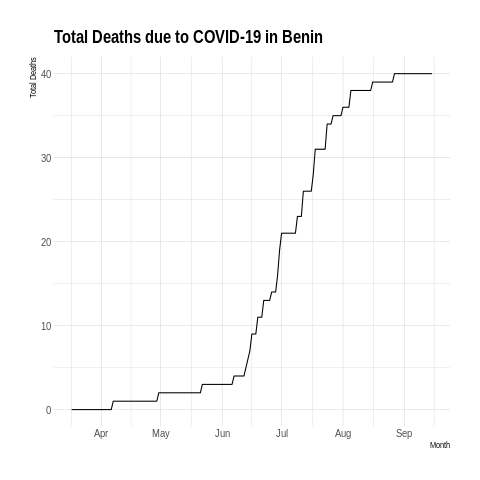 Total Deaths due to COVID-19 in Benin
Total Deaths
40
30
20
10
0
Apr May Jun Jul Aug Sep
Month